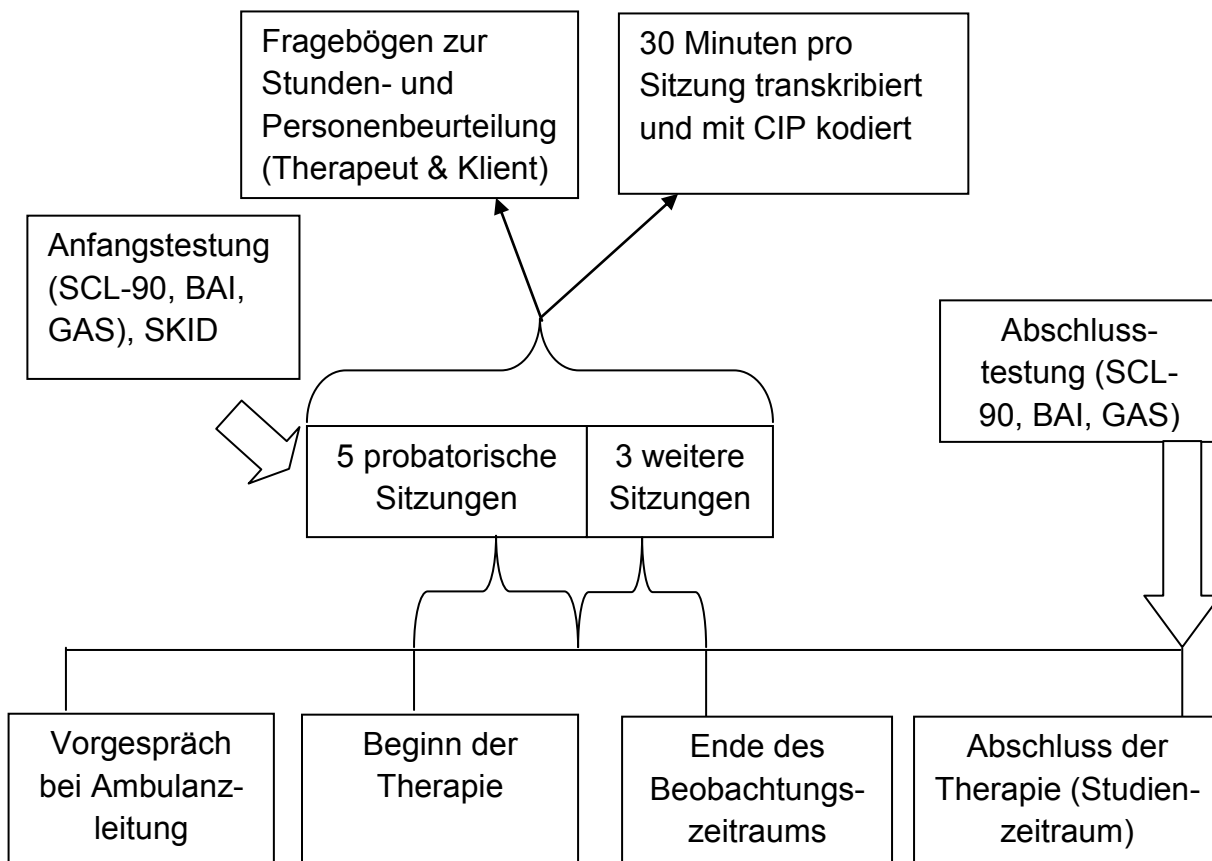 Fragebögen zur
Stunden- und
Personenbeurteilung
(Therapeut & Klient)
30 Minuten pro
Sitzung transkribiert
und mit CIP kodiert
Anfangstestung
(SCL-90, BAI,
GAS), SKID
Abschluss-
testung (SCL-
90, BAI, GAS)
5 probatorische
Sitzungen
3 weitere
Sitzungen
Vorgespräch
bei Ambulanz-
leitung
Beginn der
Therapie
Ende des
Beobachtungs-
zeitraums
Abschluss der
Therapie (Studien-
zeitraum)